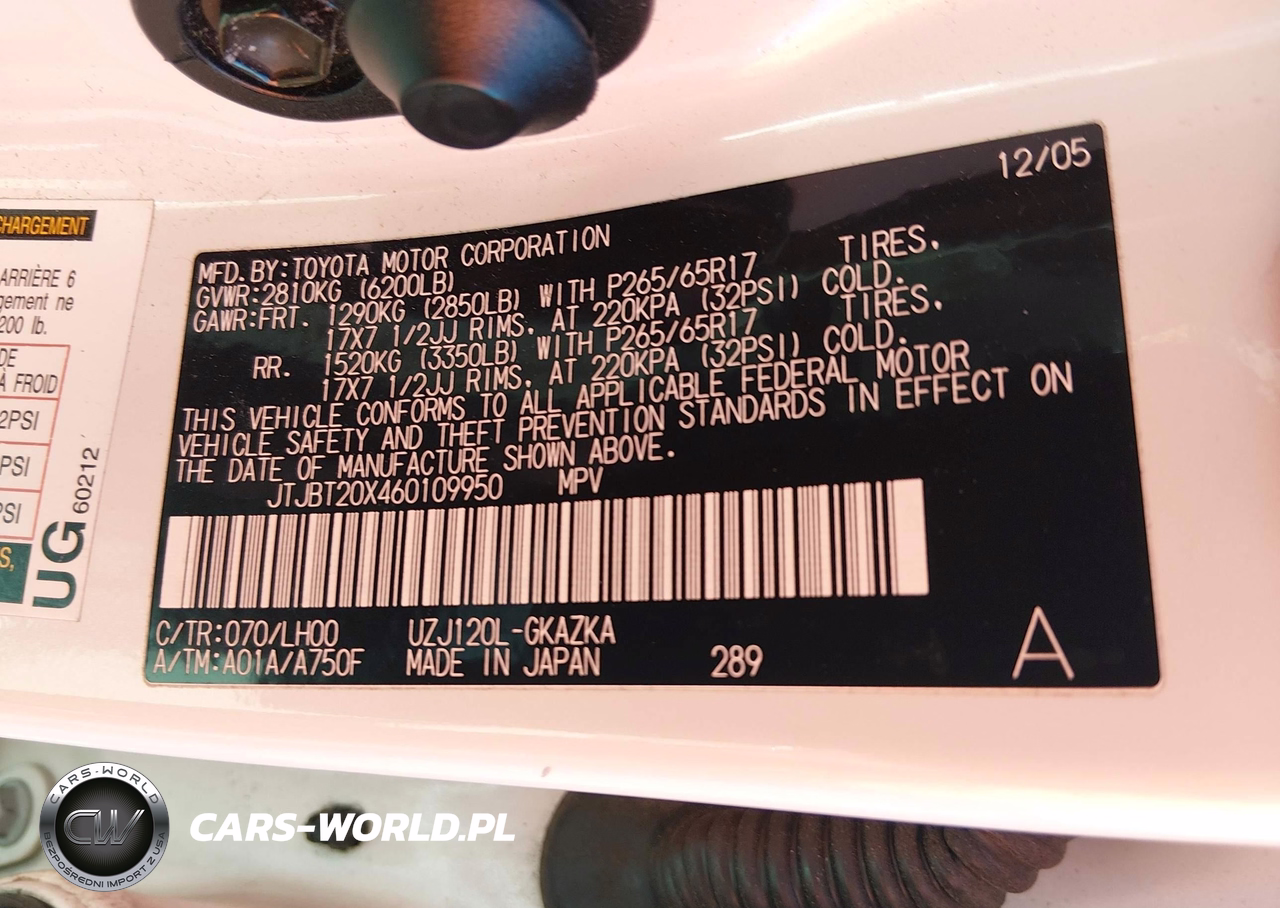 12/05
MFD. BY: TOYOTA MOTOR CORPORATION
GVWR: 2810KG (6200LB)
GAWR: FRT. 1290KG (2850LB) WITH P265/65R17 TIRES,
17X7 1/2JJ RIMS, AT 220KPA (32PSI) COLD.
RR. 1520KG (3350LB) WITH P265/65R17 TIRES,
17X7 1/2JJ RIMS, AT 220KPA (32PSI) COLD.
THIS VEHICLE CONFORMS TO ALL APPLICABLE FEDERAL MOTOR
VEHICLE SAFETY AND THEFT PREVENTION STANDARDS IN EFFECT ON
THE DATE OF MANUFACTURE SHOWN ABOVE.
JTJBT20X460109950 MPV
C/TR: 070/LH00 UZJ120L-GKAZKA
A/TM: A01A/A750F MADE IN JAPAN 289 A
CHARGEMENT
ARRIÈRE 6
gement ne
200 lb.
DE
À FROID
2PSI
PSI
PSI
S,
UG 60212
CARS-WORLD
CW
BEZPOŚREDNI IMPORT Z USA
CARS-WORLD.PL